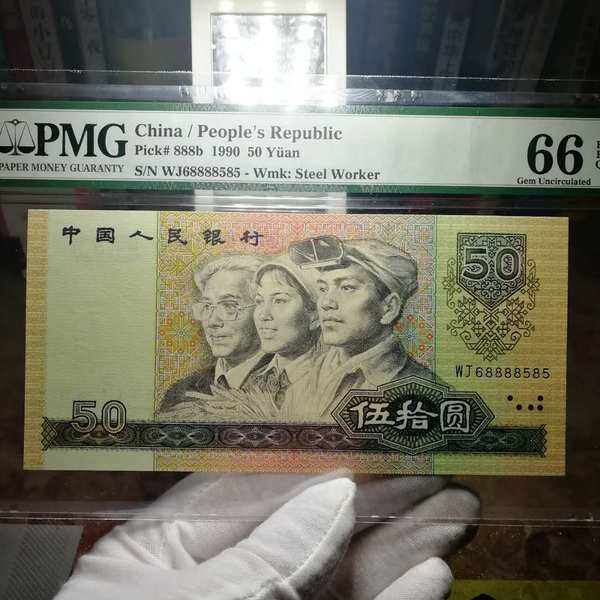 PMG
PAPER MONEY GUARANTY
China / People's Republic
Pick# 888b 1990 50 Yüan
S/N WJ68888585 - Wmk: Steel Worker
66
Gem Uncirculated
中国人民银行
50
WJ68888585
50
伍拾圆